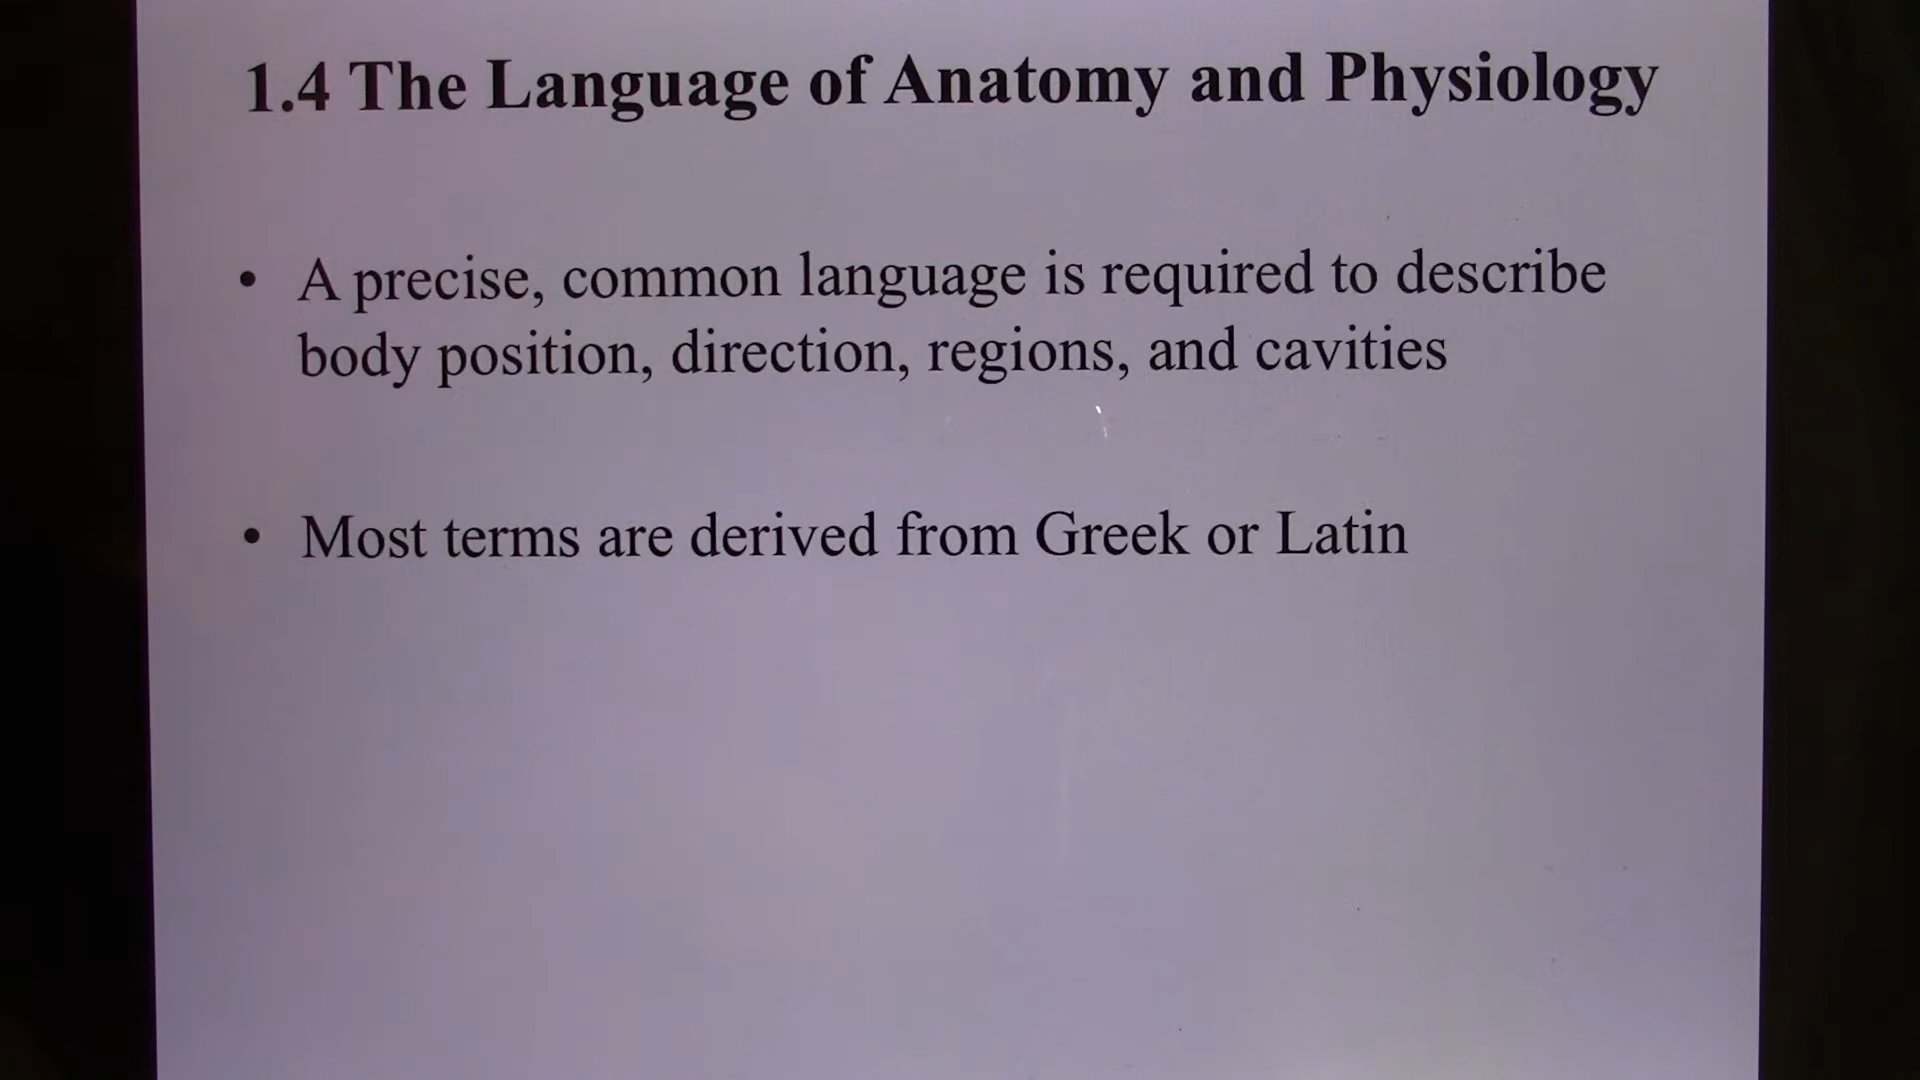 1.4 The Language of Anatomy and Physiology
• A precise, common language is required to describe
body position, direction, regions, and cavities
• Most terms are derived from Greek or Latin